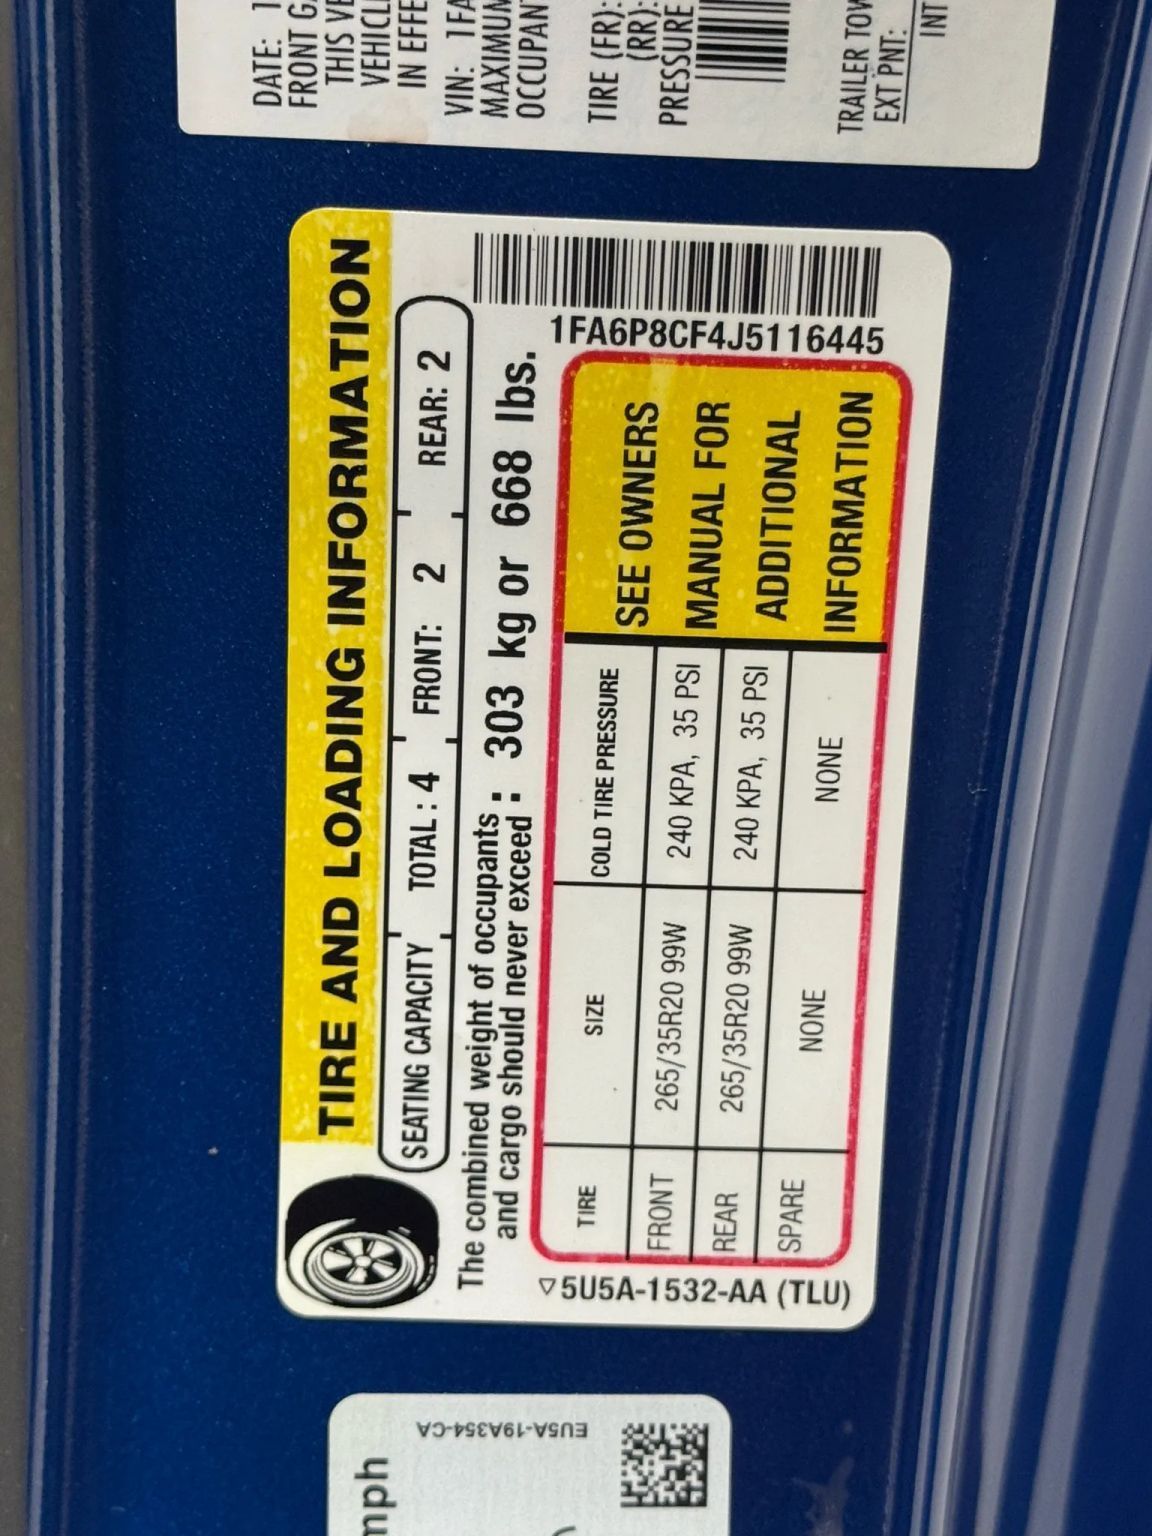 TIRE AND LOADING INFORMATION
SEATING CAPACITY TOTAL : 4 FRONT: 2 REAR: 2
The combined weight of occupants
and cargo should never exceed : 303 kg or 668 lbs.
TIRE SIZE COLD TIRE PRESSURE
FRONT 265/35R20 99W 240 KPA, 35 PSI
REAR 265/35R20 99W 240 KPA, 35 PSI
SPARE NONE NONE
SEE OWNERS
MANUAL FOR
ADDITIONAL
INFORMATION
1FA6P8CF4J5116445
5U5A-1532-AA (TLU)
DATE: 1
FRONT G
THIS VE
VEHICL
IN EFFE
VIN: 1FA
MAXIMUM
OCCUPAN
TIRE (FR):
(RR):
PRESSURE
TRAILER TOW
EXT PNT:
INT
mph
EU5A-19A354-CA